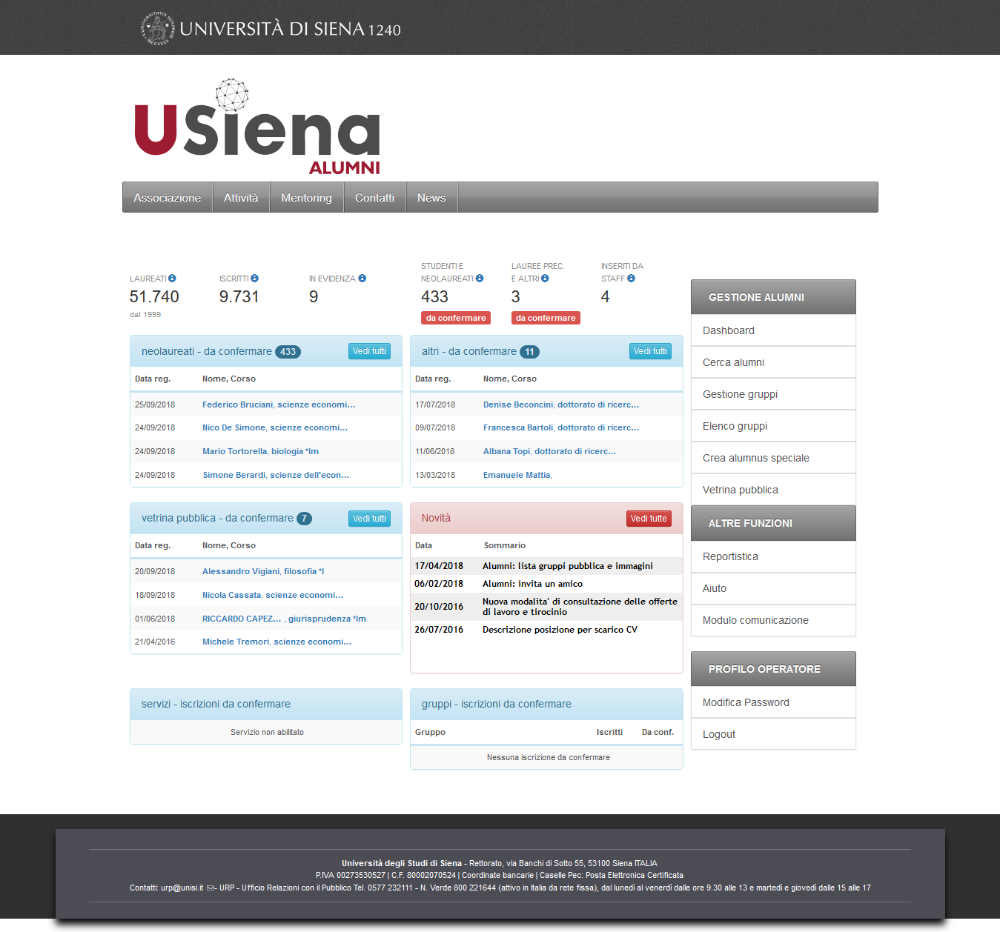 UNIVERSITÀ DI SIENA 1240
USiena
ALUMNI
Associazione
Attività
Mentoring
Contatti
News
LAUREATI
51.740
dal 1999
ISCRITTI
9.731
IN EVIDENZA
9
STUDENTI E
NEOLAUREATI
433
da confermare
LAUREE PREC.
E ALTRI
3
da confermare
INSERITI DA
STAFF
4
neolaureati - da confermare 433 Vedi tutti
Data reg. Nome, Corso
25/09/2018 Federico Bruciani, scienze economi...
24/09/2018 Nico De Simone, scienze economi...
24/09/2018 Mario Tortorella, biologia *lm
24/09/2018 Simone Berardi, scienze dell'econ...
altri - da confermare 11 Vedi tutti
Data reg. Nome, Corso
17/07/2018 Denise Beconcini, dottorato di ricerc...
09/07/2018 Francesca Bartoli, dottorato di ricerc...
11/06/2018 Albana Topi, dottorato di ricerc...
13/03/2018 Emanuele Mattia,
vetrina pubblica - da confermare 7 Vedi tutti
Data reg. Nome, Corso
20/09/2018 Alessandro Vigiani, filosofia *l
18/09/2018 Nicola Cassata, scienze economi...
01/06/2018 RICCARDO CAPEZ... , giurisprudenza *lm
21/04/2016 Michele Tremori, scienze economi...
Novità Vedi tutte
Data Sommario
17/04/2018 Alumni: lista gruppi pubblica e immagini
06/02/2018 Alumni: invita un amico
20/10/2016 Nuova modalita' di consultazione delle offerte
di lavoro e tirocinio
26/07/2016 Descrizione posizione per scarico CV
servizi - iscrizioni da confermare
Servizio non abilitato
gruppi - iscrizioni da confermare
Gruppo Iscritti Da conf.
Nessuna iscrizione da confermare
GESTIONE ALUMNI
Dashboard
Cerca alumni
Gestione gruppi
Elenco gruppi
Crea alumnus speciale
Vetrina pubblica
ALTRE FUNZIONI
Reportistica
Aiuto
Modulo comunicazione
PROFILO OPERATORE
Modifica Password
Logout
Università degli Studi di Siena - Rettorato, via Banchi di Sotto 55, 53100 Siena ITALIA
P.IVA 00273530527 | C.F. 80002070524 | Coordinate bancarie | Caselle Pec: Posta Elettronica Certificata
Contatti: urp@unisi.it - URP - Ufficio Relazioni con il Pubblico Tel. 0577 232111 - N. Verde 800 221644 (attivo in Italia da rete fissa), dal lunedì al venerdì dalle ore 9.30 alle 13 e martedì e giovedì dalle 15 alle 17